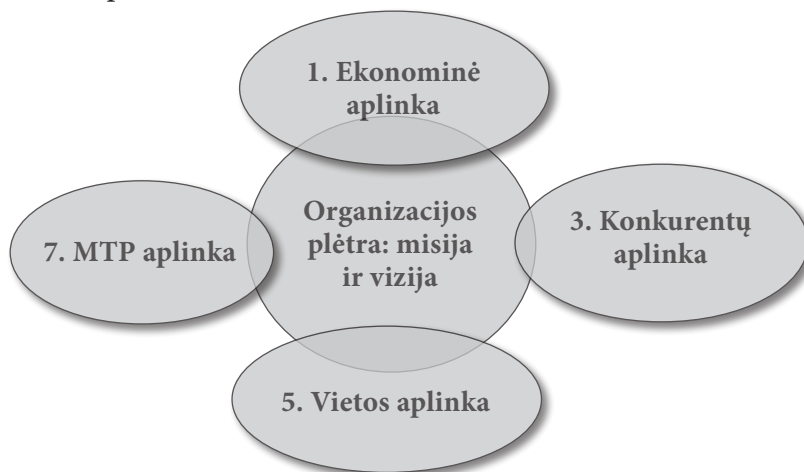 1. Ekonominė
aplinka
Organizacijos
plėtra: misija
ir vizija
3. Konkurentų
aplinka
7. MTP aplinka
5. Vietos aplinka